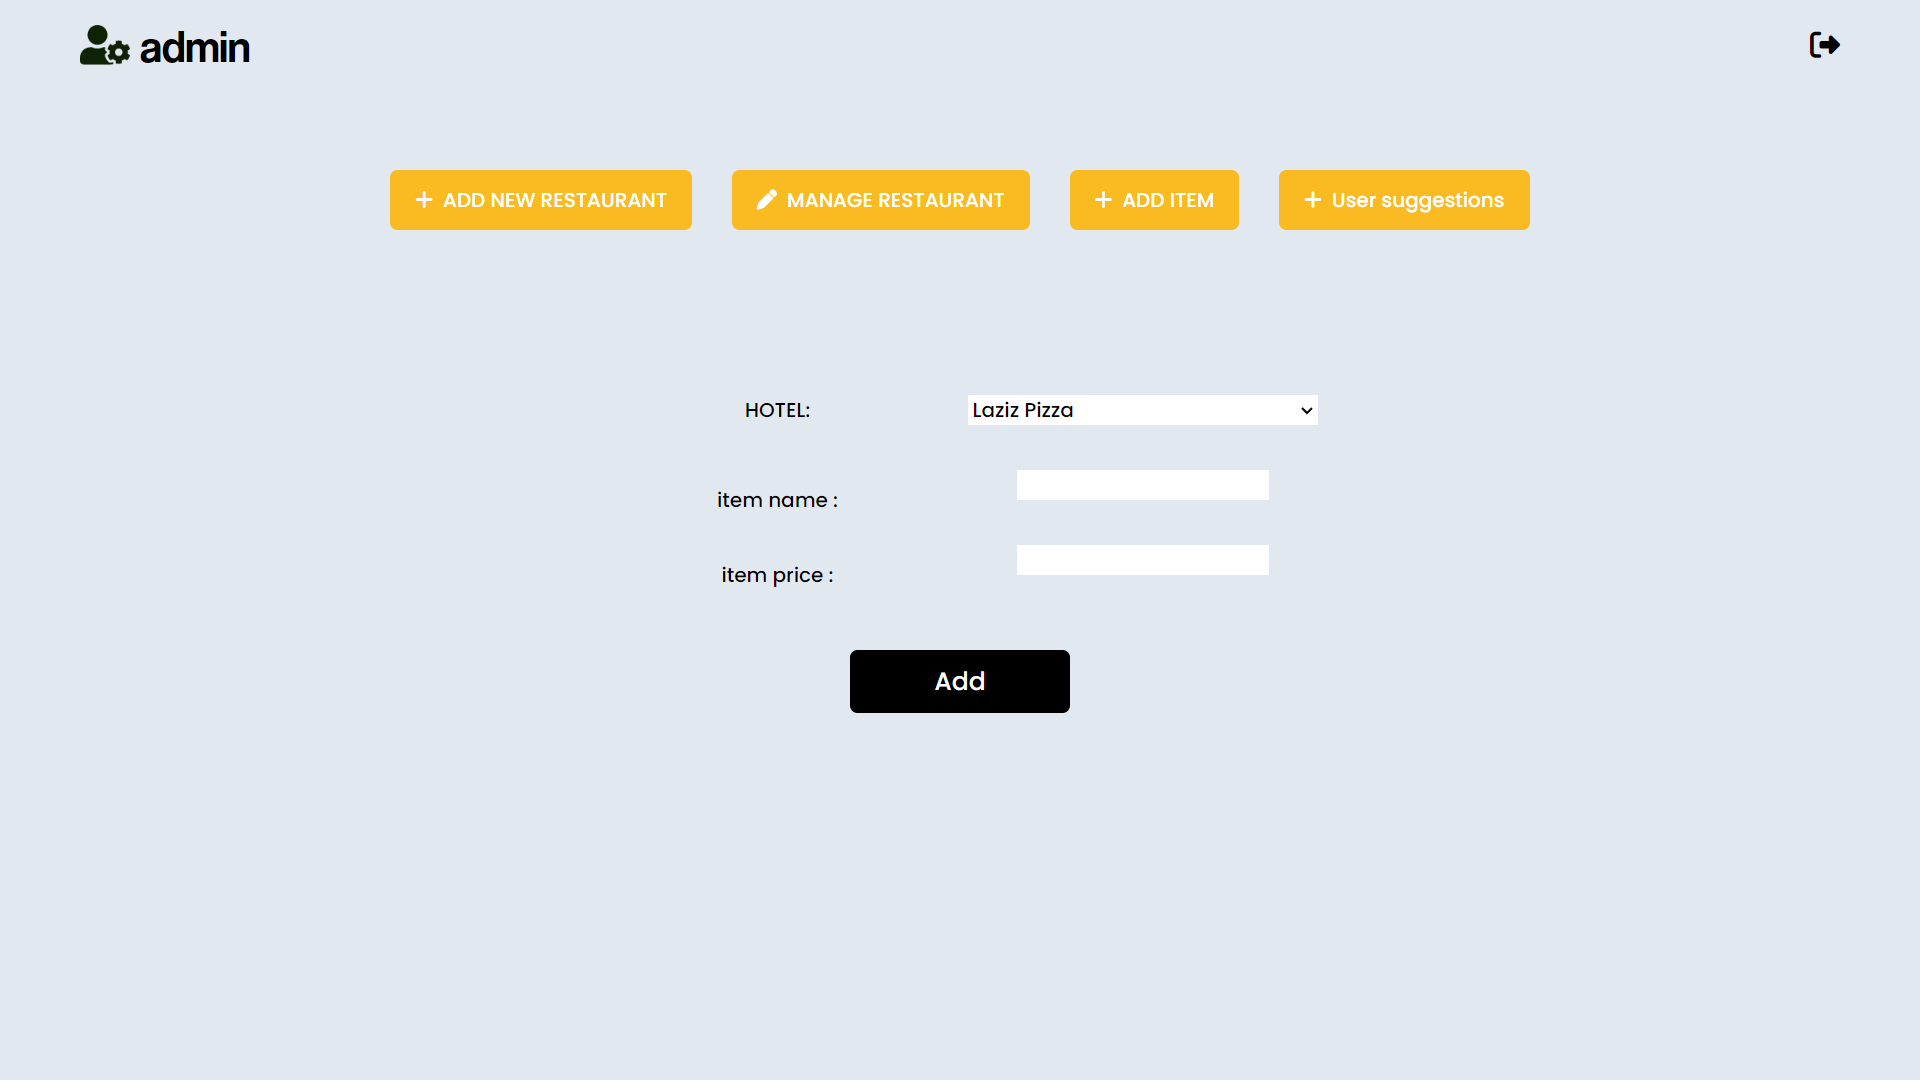 admin
ADD NEW RESTAURANT
MANAGE RESTAURANT
ADD ITEM
User suggestions
HOTEL: Laziz Pizza
item name :
item price :
Add